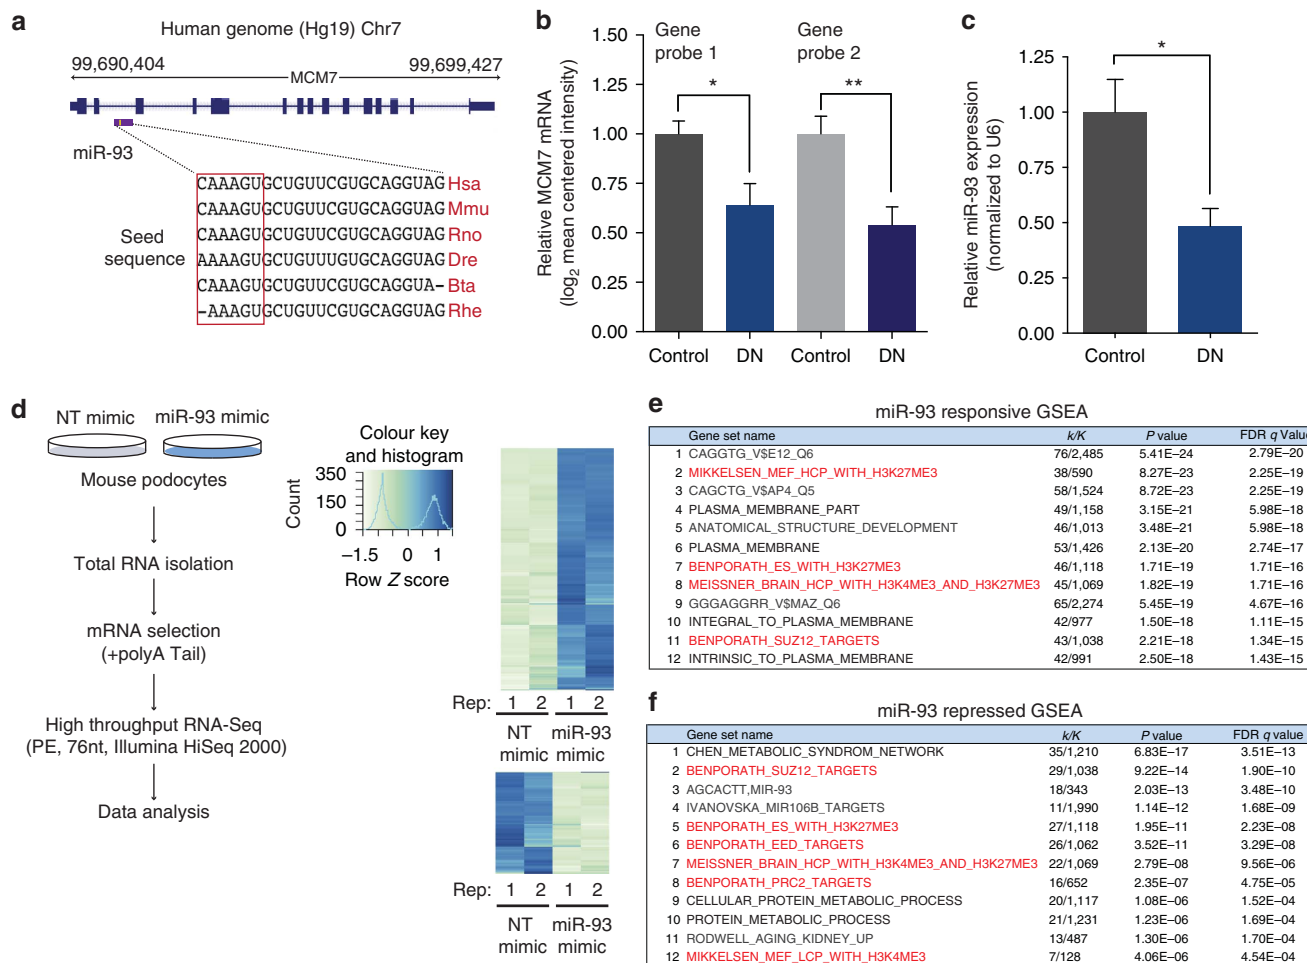 a
Human genome (Hg19) Chr7
99,690,404 99,699,427
MCM7
miR-93
Seed sequence
CAAAGUGCUGUUCGUGCAGGUAG Hsa
CAAAGUGCUGUUCGUGCAGGUAG Mmu
CAAAGUGCUGUUCGUGCAGGUAG Rno
AAAAGUGCUGUUUGUGCAGGUAG Dre
CAAAGUGCUGUUCGUGCAGGUA- Bta
-AAAGUGCUGUUCGUGCAGGUAG Rhe
b
Relative MCM7 mRNA
(log2 mean centered intensity)
1.50
1.25
1.00
0.75
0.50
0.25
0.00
Gene probe 1
Gene probe 2
*
**
Control DN Control DN
c
Relative miR-93 expression
(normalized to U6)
1.25
1.00
0.75
0.50
0.25
0.00
*
Control DN
d
NT mimic miR-93 mimic
Mouse podocytes
Total RNA isolation
mRNA selection
(+polyA Tail)
High throughput RNA-Seq
(PE, 76nt, Illumina HiSeq 2000)
Data analysis
Colour key
and histogram
Count
350
150
0
−1.5 0 1
Row Z score
Rep: 1 2 1 2
NT mimic
miR-93 mimic
Rep: 1 2 1 2
NT mimic
miR-93 mimic
e
miR-93 responsive GSEA
Gene set name k/K P value FDR q Value
1 CAGGTG_V$E12_Q6 76/2,485 5.41E–24 2.79E–20
2 MIKKELSEN_MEF_HCP_WITH_H3K27ME3 38/590 8.27E–23 2.25E–19
3 CAGCTG_V$AP4_Q5 58/1,524 8.72E–23 2.25E–19
4 PLASMA_MEMBRANE_PART 49/1,158 3.15E–21 5.98E–18
5 ANATOMICAL_STRUCTURE_DEVELOPMENT 46/1,013 3.48E–21 5.98E–18
6 PLASMA_MEMBRANE 53/1,426 2.13E–20 2.74E–17
7 BENPORATH_ES_WITH_H3K27ME3 46/1,118 1.71E–19 1.71E–16
8 MEISSNER_BRAIN_HCP_WITH_H3K4ME3_AND_H3K27ME3 45/1,069 1.82E–19 1.71E–16
9 GGGAGGRR_V$MAZ_Q6 65/2,274 5.45E–19 4.67E–16
10 INTEGRAL_TO_PLASMA_MEMBRANE 42/977 1.50E–18 1.11E–15
11 BENPORATH_SUZ12_TARGETS 43/1,038 2.21E–18 1.34E–15
12 INTRINSIC_TO_PLASMA_MEMBRANE 42/991 2.50E–18 1.43E–15
f
miR-93 repressed GSEA
Gene set name k/K P value FDR q value
1 CHEN_METABOLIC_SYNDROM_NETWORK 35/1,210 6.83E–17 3.51E–13
2 BENPORATH_SUZ12_TARGETS 29/1,038 9.22E–14 1.90E–10
3 AGCACTT,MIR-93 18/343 2.03E–13 3.48E–10
4 IVANOVSKA_MIR106B_TARGETS 11/1,990 1.14E–12 1.68E–09
5 BENPORATH_ES_WITH_H3K27ME3 27/1,118 1.95E–11 2.23E–08
6 BENPORATH_EED_TARGETS 26/1,062 3.52E–11 3.29E–08
7 MEISSNER_BRAIN_HCP_WITH_H3K4ME3_AND_H3K27ME3 22/1,069 2.79E–08 9.56E–06
8 BENPORATH_PRC2_TARGETS 16/652 2.35E–07 4.75E–05
9 CELLULAR_PROTEIN_METABOLIC_PROCESS 20/1,117 1.08E–06 1.52E–04
10 PROTEIN_METABOLIC_PROCESS 21/1,231 1.23E–06 1.69E–04
11 RODWELL_AGING_KIDNEY_UP 13/487 1.30E–06 1.70E–04
12 MIKKELSEN_MEF_LCP_WITH_H3K4ME3 7/128 4.06E–06 4.54E–04